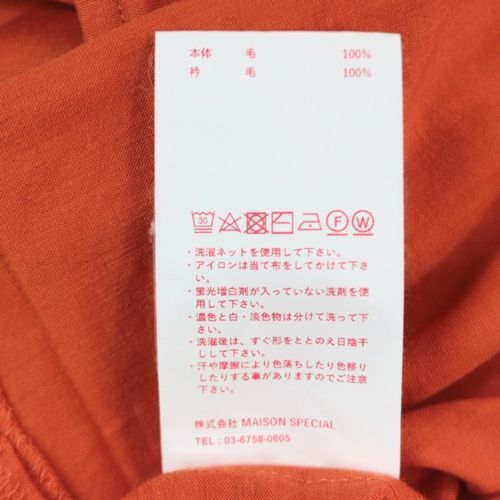 本体 毛 100%
衿 毛 100%
30 F W
・洗濯ネットを使用して下さい。
・アイロンは当て布をしてかけて下さ
い。
・蛍光増白剤が入っていない洗剤を使
用して下さい。
・濃色と白・淡色物は分けて洗って下
さい。
・洗濯後は、すぐ形をととのえ日陰干
しして下さい。
・汗や摩擦により色落ちしたり色移り
したりする事がありますのでご注意下
さい。
株式会社 MAISON SPECIAL
TEL : 03-6758-0605